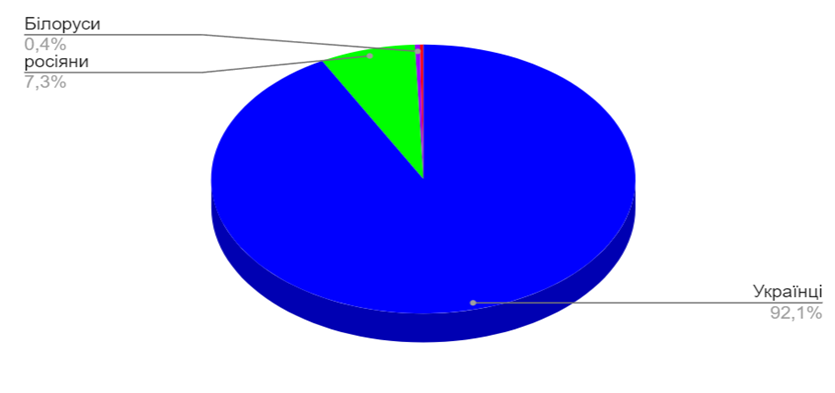 Білоруси
0,4%
росіяни
7,3%
Українці
92,1%